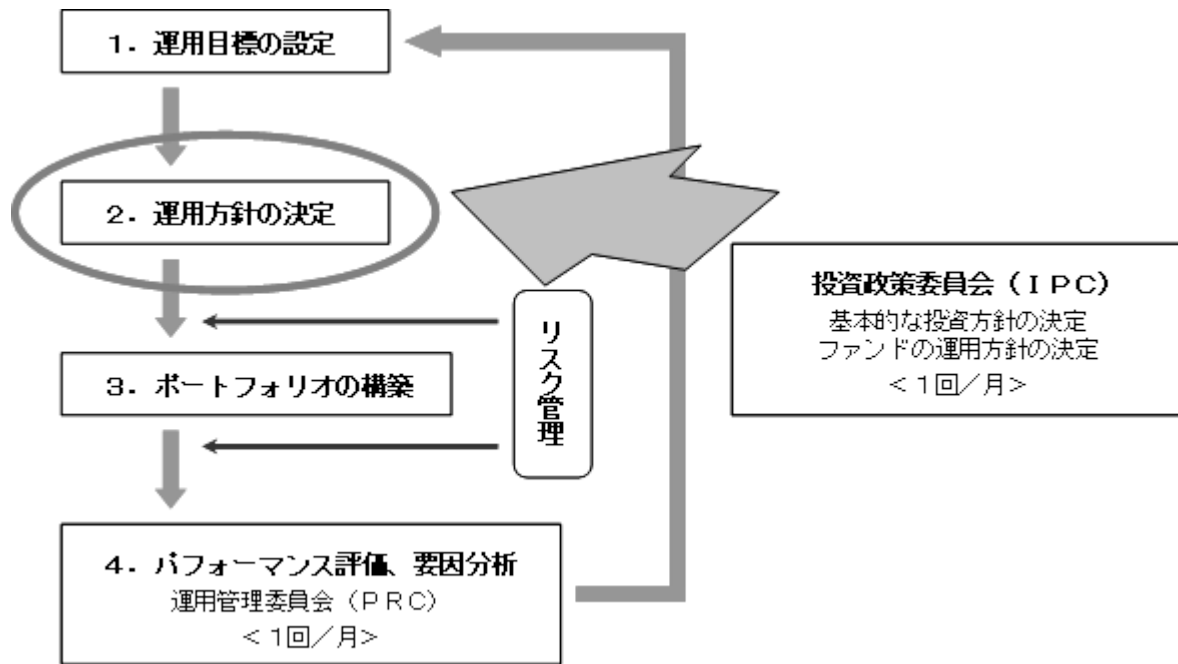 １．運用目標の設定
２．運用方針の決定
投資政策委員会（ＩＰＣ）
基本的な投資方針の決定
ファンドの運用方針の決定
＜１回／月＞
リスク管理
３．ポートフォリオの構築
４．パフォーマンス評価、要因分析
運用管理委員会（ＰＲＣ）
＜１回／月＞